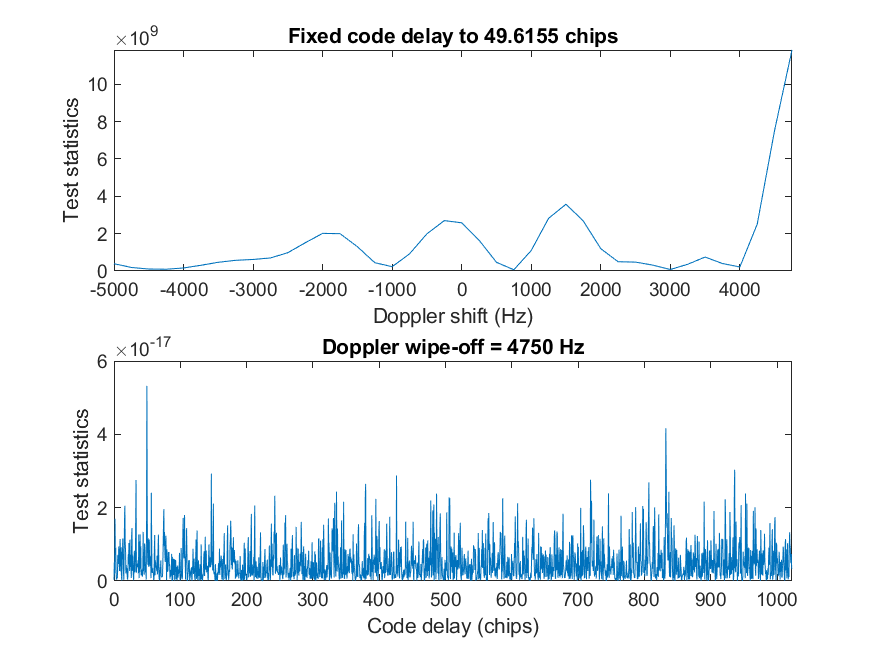 ×10^9
Fixed code delay to 49.6155 chips
10
8
6
4
2
0
Test statistics
-5000 -4000 -3000 -2000 -1000 0 1000 2000 3000 4000
Doppler shift (Hz)
×10^-17
Doppler wipe-off = 4750 Hz
6
4
2
0
Test statistics
0 100 200 300 400 500 600 700 800 900 1000
Code delay (chips)